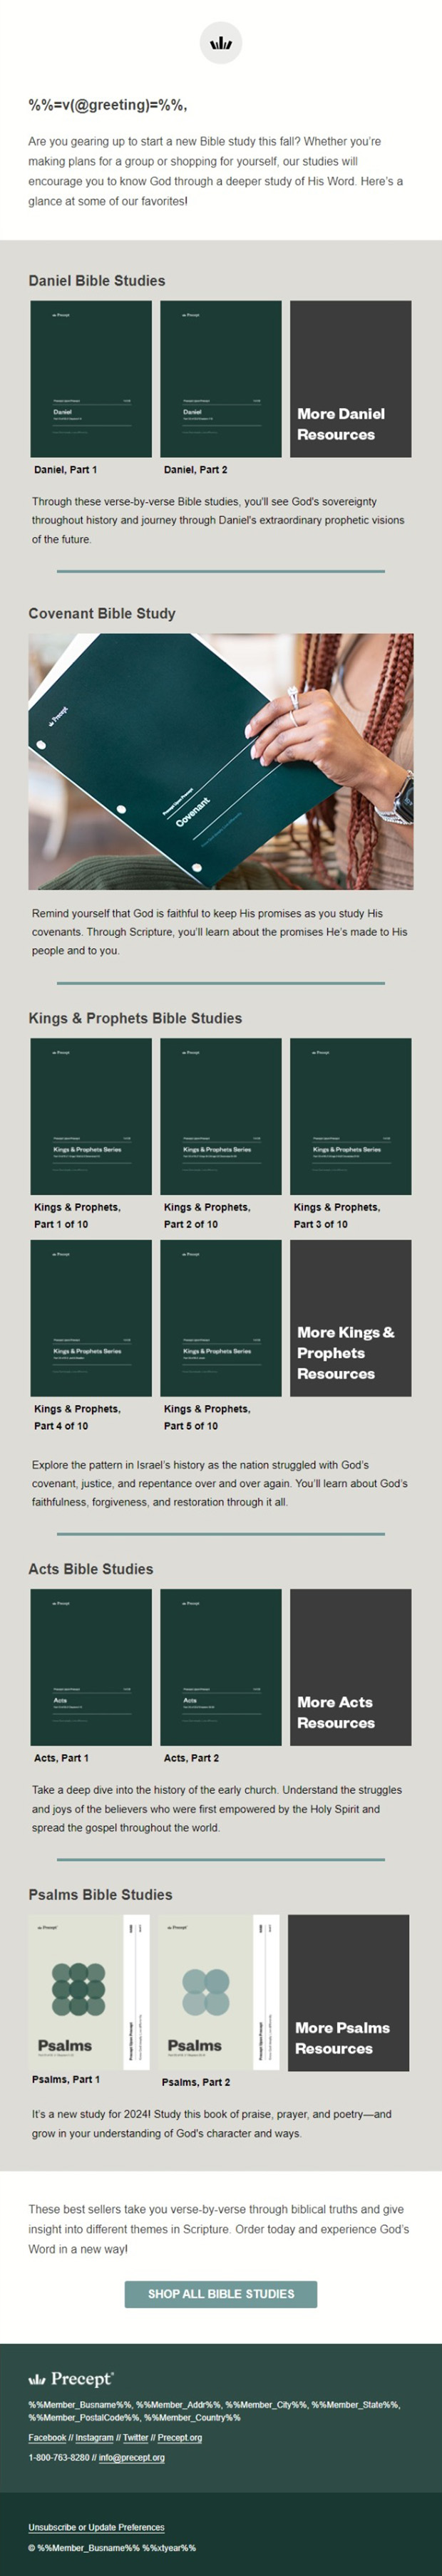 %%=v(@greeting)=%%,
Are you gearing up to start a new Bible study this fall? Whether you're
making plans for a group or shopping for yourself, our studies will
encourage you to know God through a deeper study of His Word. Here's a
glance at some of our favorites!
Daniel Bible Studies
Precept
Precept
Daniel
Daniel
More Daniel
Resources
Daniel, Part 1
Daniel, Part 2
Through these verse-by-verse Bible studies, you'll see God's sovereignty
throughout history and journey through Daniel's extraordinary prophetic visions
of the future.
Covenant Bible Study
Precept
Precept Upon Precept
Covenant
Remind yourself that God is faithful to keep His promises as you study His
covenants. Through Scripture, you'll learn about the promises He's made to His
people and to you.
Kings & Prophets Bible Studies
Precept
Precept
Precept
Kings & Prophets Series
Kings & Prophets Series
Kings & Prophets Series
Kings & Prophets,
Part 1 of 10
Kings & Prophets,
Part 2 of 10
Kings & Prophets,
Part 3 of 10
Precept
Precept
Kings & Prophets Series
Kings & Prophets Series
More Kings &
Prophets
Resources
Kings & Prophets,
Part 4 of 10
Kings & Prophets,
Part 5 of 10
Explore the pattern in Israel's history as the nation struggled with God's
covenant, justice, and repentance over and over again. You'll learn about God's
faithfulness, forgiveness, and restoration through it all.
Acts Bible Studies
Precept
Precept
Acts
Acts
More Acts
Resources
Acts, Part 1
Acts, Part 2
Take a deep dive into the history of the early church. Understand the struggles
and joys of the believers who were first empowered by the Holy Spirit and
spread the gospel throughout the world.
Psalms Bible Studies
Precept
Precept
Psalms
Psalms
More Psalms
Resources
Psalms, Part 1
Psalms, Part 2
It's a new study for 2024! Study this book of praise, prayer, and poetry—and
grow in your understanding of God's character and ways.
These best sellers take you verse-by-verse through biblical truths and give
insight into different themes in Scripture. Order today and experience God's
Word in a new way!
SHOP ALL BIBLE STUDIES
Precept®
%%Member_Busname%%, %%Member_Addr%%, %%Member_City%%, %%Member_State%%,
%%Member_PostalCode%%, %%Member_Country%%
Facebook // Instagram // Twitter // Precept.org
1-800-763-8280 // info@precept.org
Unsubscribe or Update Preferences
© %%Member_Busname%% %%xtyear%%